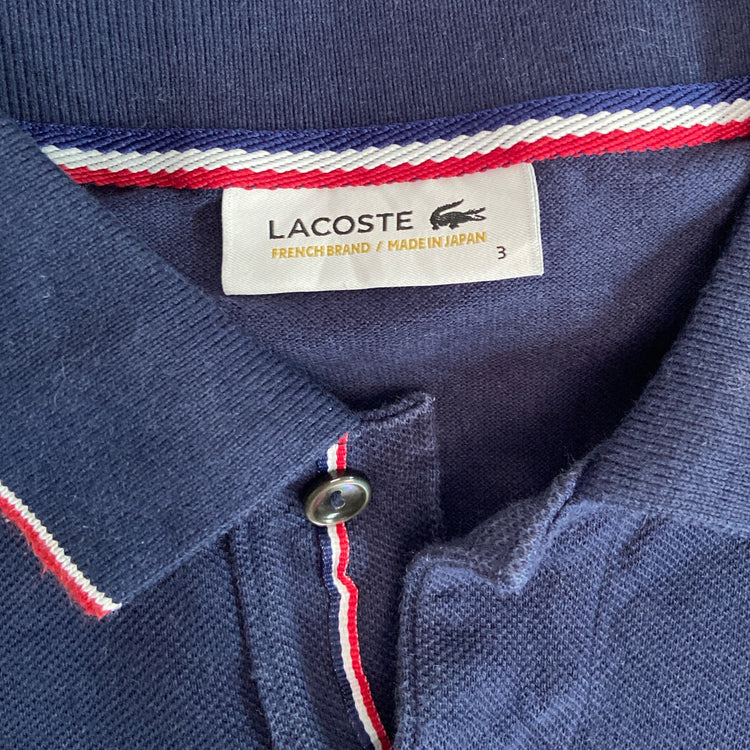 LACOSTE
FRENCH BRAND / MADE IN JAPAN
3